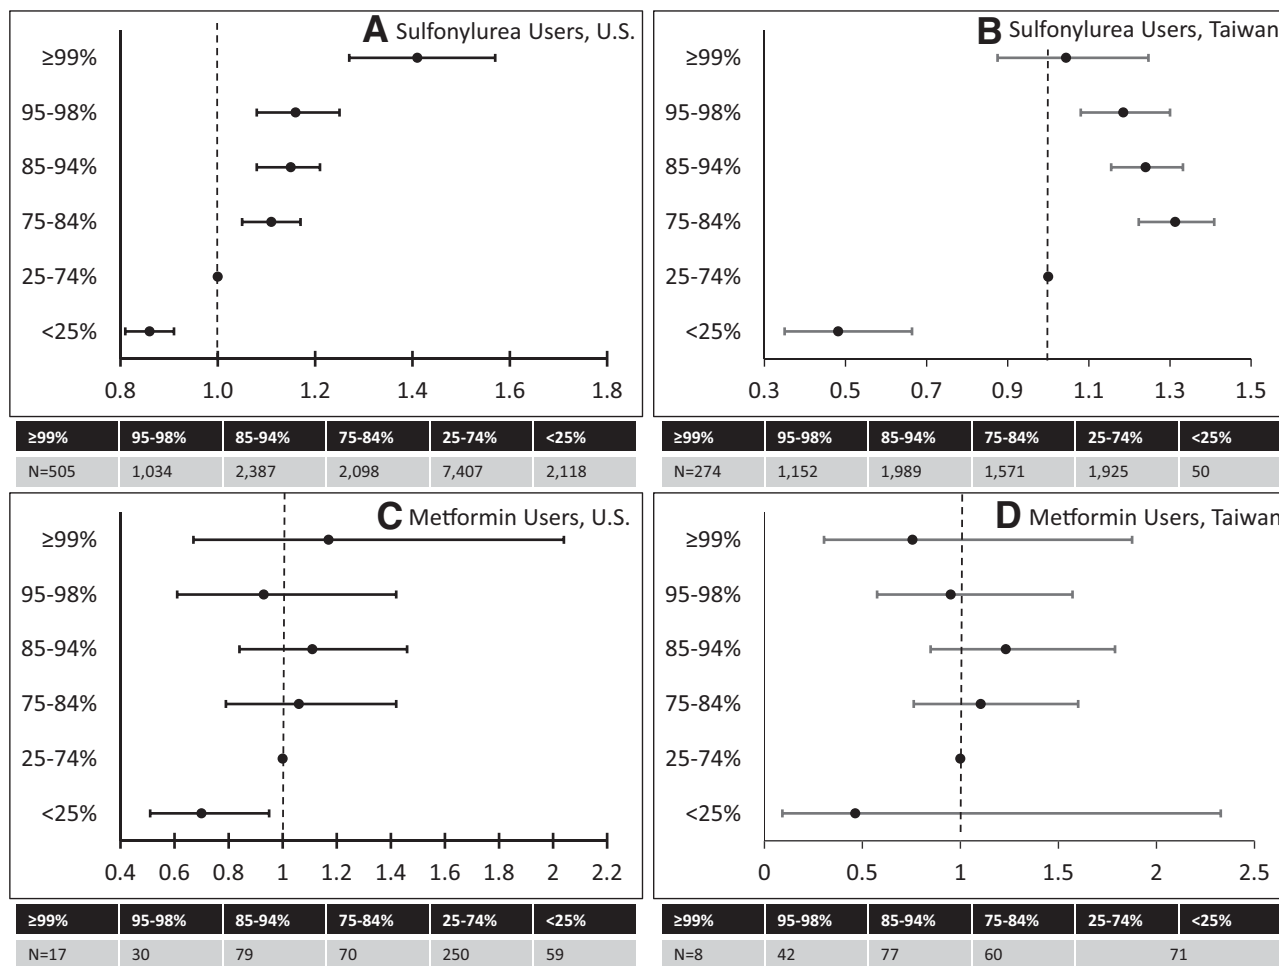 A Sulfonylurea Users, U.S.
≥99%
95-98%
85-94%
75-84%
25-74%
<25%
0.8 1.0 1.2 1.4 1.6 1.8
≥99% 95-98% 85-94% 75-84% 25-74% <25%
N=505 1,034 2,387 2,098 7,407 2,118
B Sulfonylurea Users, Taiwan
≥99%
95-98%
85-94%
75-84%
25-74%
<25%
0.3 0.5 0.7 0.9 1.1 1.3 1.5
≥99% 95-98% 85-94% 75-84% 25-74% <25%
N=274 1,152 1,989 1,571 1,925 50
C Metformin Users, U.S.
≥99%
95-98%
85-94%
75-84%
25-74%
<25%
0.4 0.6 0.8 1 1.2 1.4 1.6 1.8 2 2.2
≥99% 95-98% 85-94% 75-84% 25-74% <25%
N=17 30 79 70 250 59
D Metformin Users, Taiwan
≥99%
95-98%
85-94%
75-84%
25-74%
<25%
0 0.5 1 1.5 2 2.5
≥99% 95-98% 85-94% 75-84% 25-74% <25%
N=8 42 77 60 71